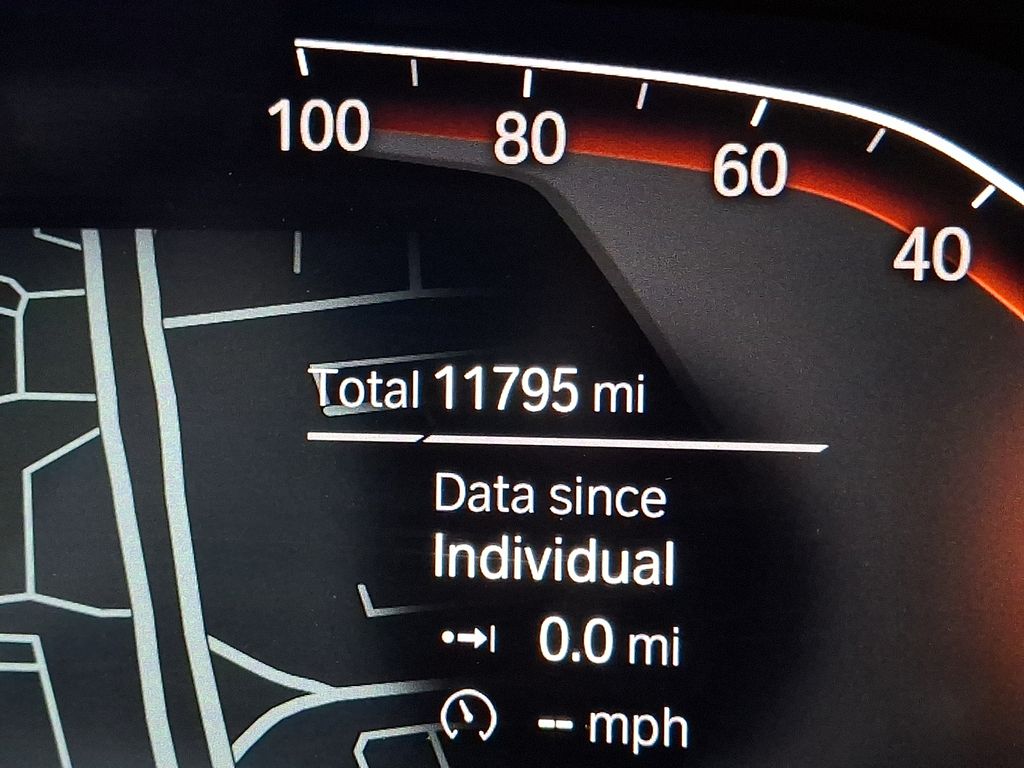 100 80 60 40
Total 11795 mi
Data since
Individual
0.0 mi
-- mph